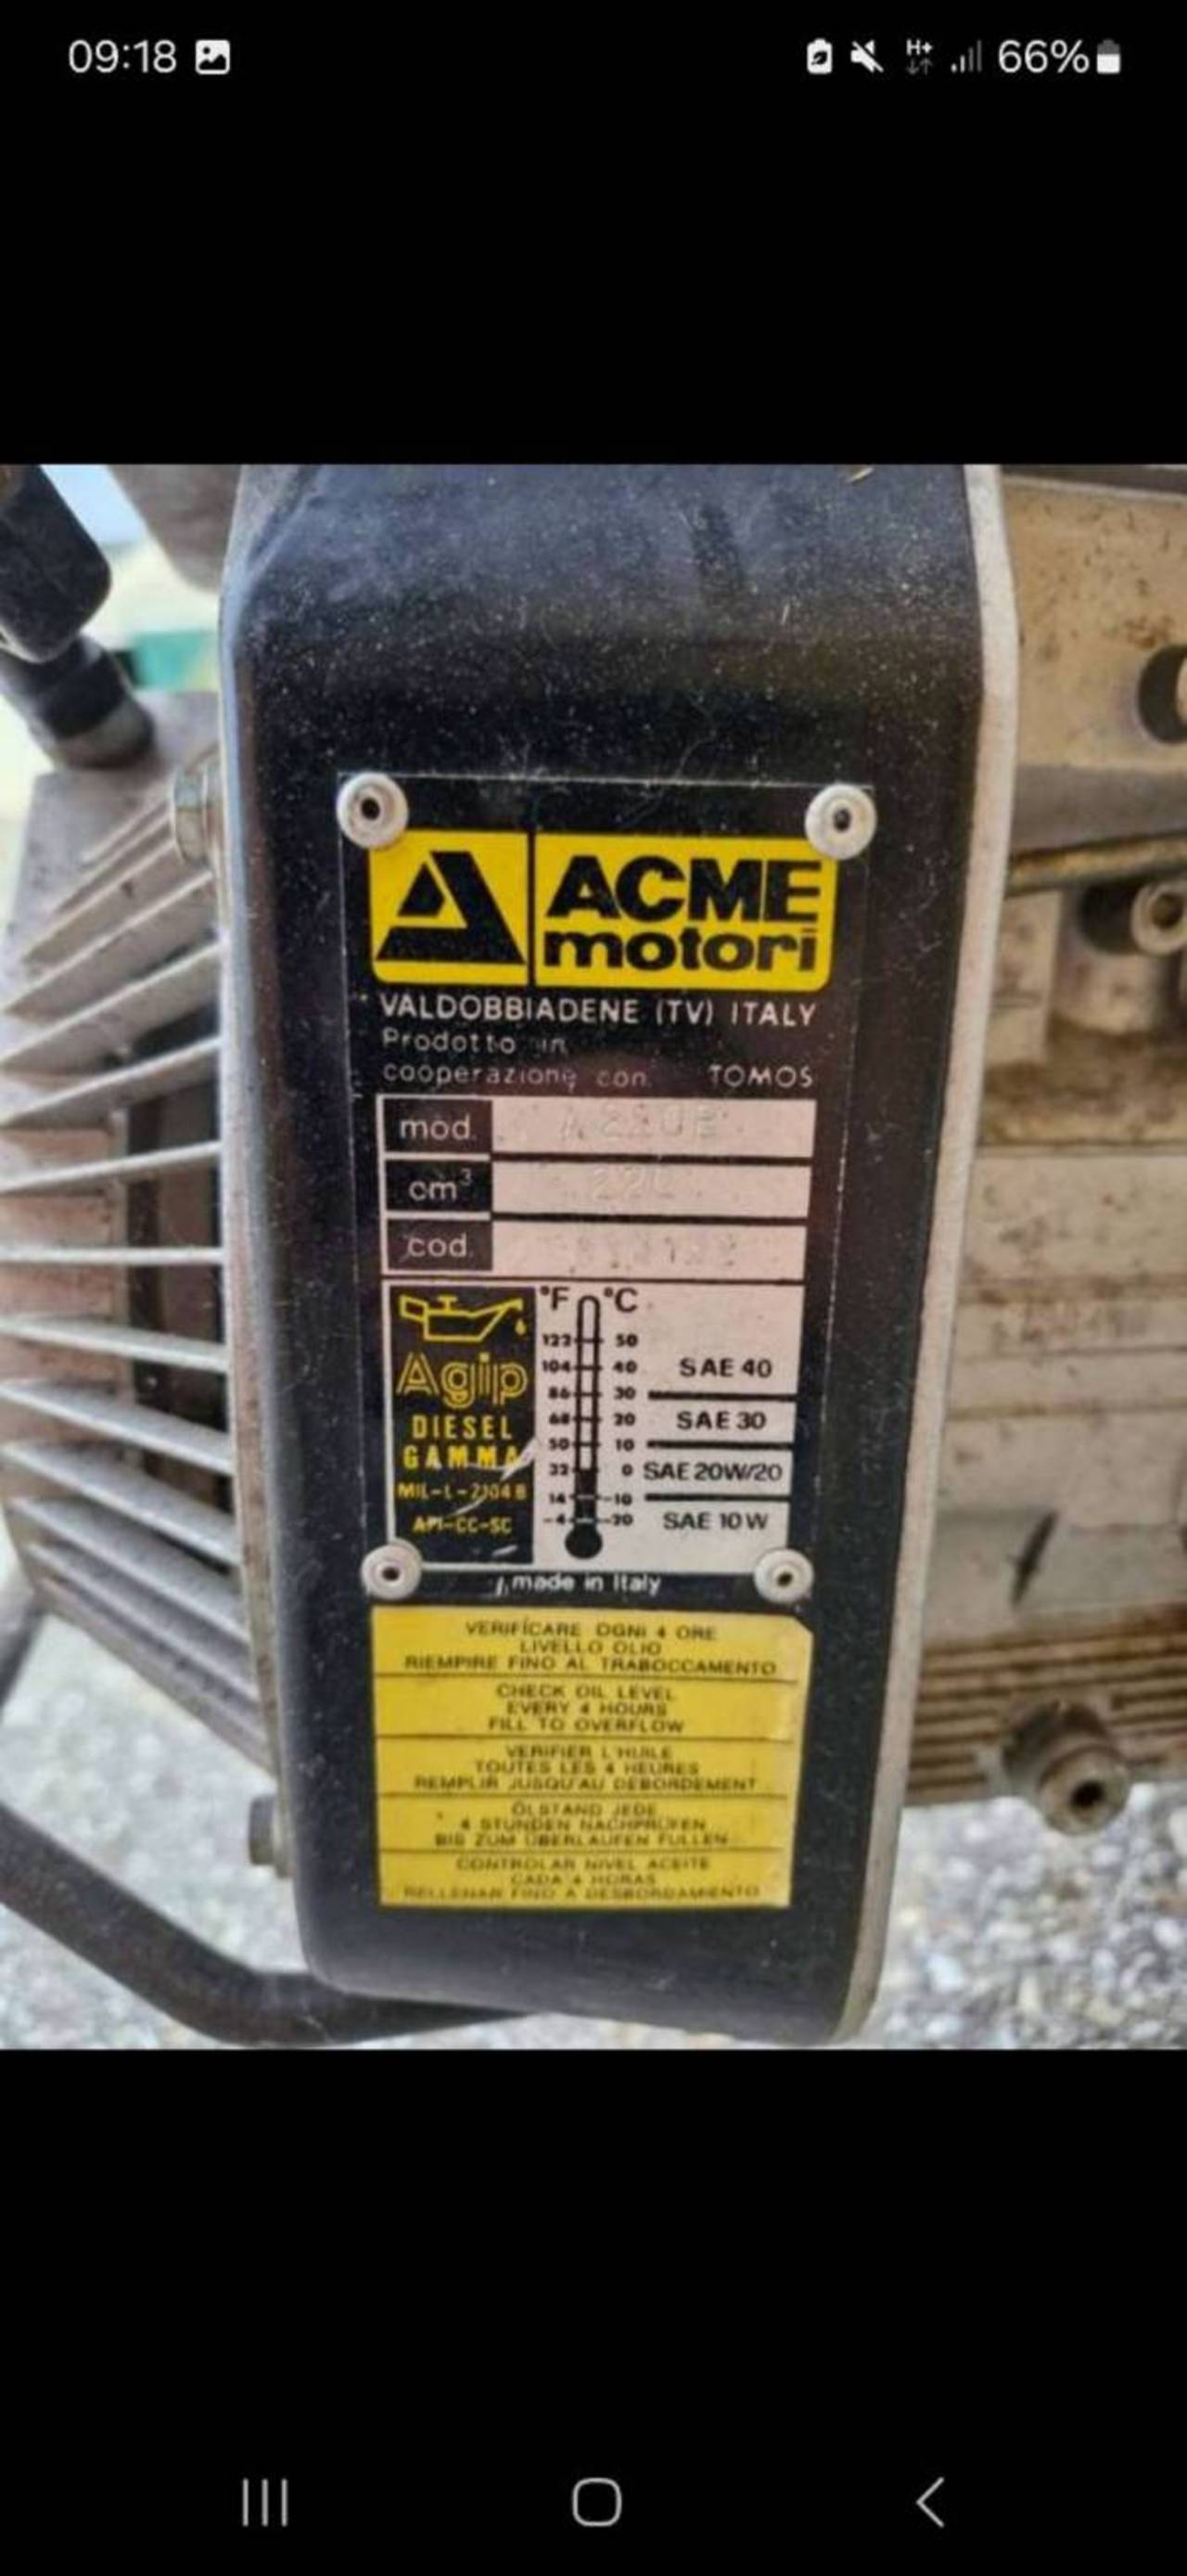 09:18
H+
66%
ACME
motori
VALDOBBIADENE (TV) ITALY
Prodotto in
cooperazione con TOMOS
mod. A220B
cm³ 220
cod.
°F °C
122 50
104 40 SAE 40
86 30
68 20 SAE 30
50 10
32 0 SAE 20W/20
14 -10
-4 -20 SAE 10W
Agip
DIESEL
GAMMA
MIL-L-2104B
API-CC-SC
made in Italy
VERIFICARE OGNI 4 ORE
LIVELLO OLIO
RIEMPIRE FINO AL TRABOCCAMENTO
CHECK OIL LEVEL
EVERY 4 HOURS
FILL TO OVERFLOW
VERIFIER L'HUILE
TOUTES LES 4 HEURES
REMPLIR JUSQU'AU DEBORDEMENT
ÖLSTAND JEDE
4 STUNDEN NACHPRÜFEN
BIS ZUM ÜBERLAUFEN FÜLLEN
CONTROLAR NIVEL ACEITE
CADA 4 HORAS
RELLENAR FINO A DESBORDAMIENTO